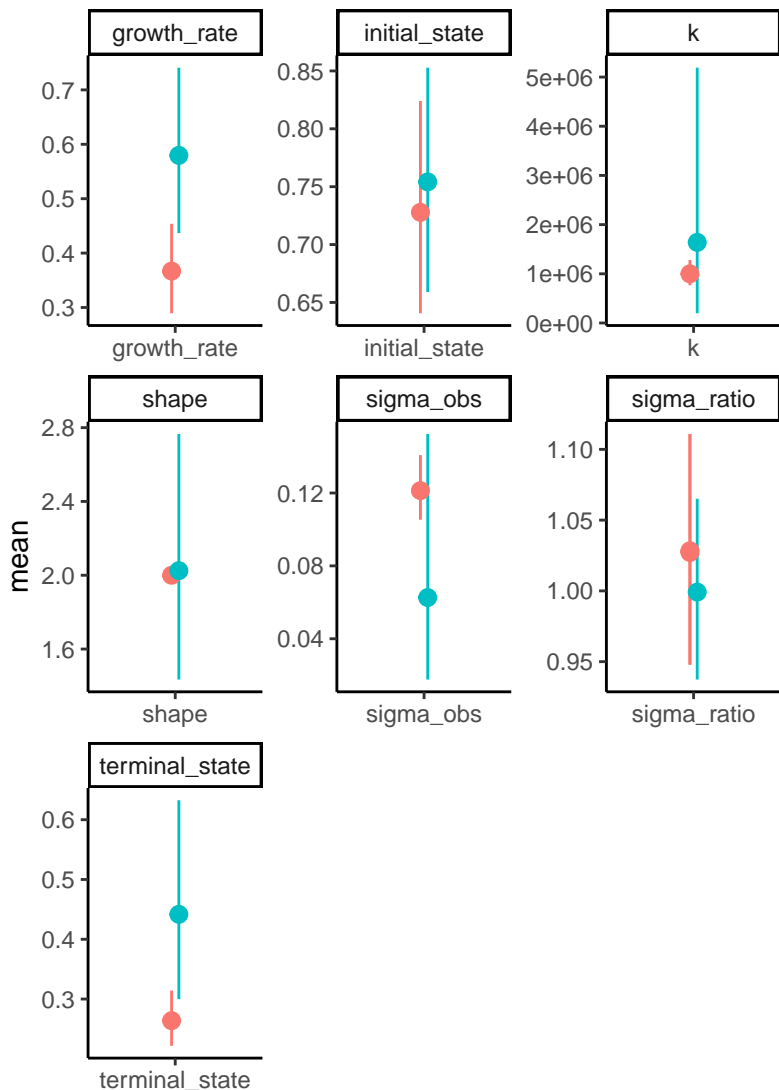 growth_rate
initial_state
k
0.7
0.6
0.5
0.4
0.3
0.85
0.80
0.75
0.70
0.65
5e+06
4e+06
3e+06
2e+06
1e+06
0e+00
growth_rate
initial_state
k
shape
sigma_obs
sigma_ratio
mean
2.8
2.4
2.0
1.6
0.12
0.08
0.04
1.10
1.05
1.00
0.95
shape
sigma_obs
sigma_ratio
terminal_state
0.6
0.5
0.4
0.3
terminal_state